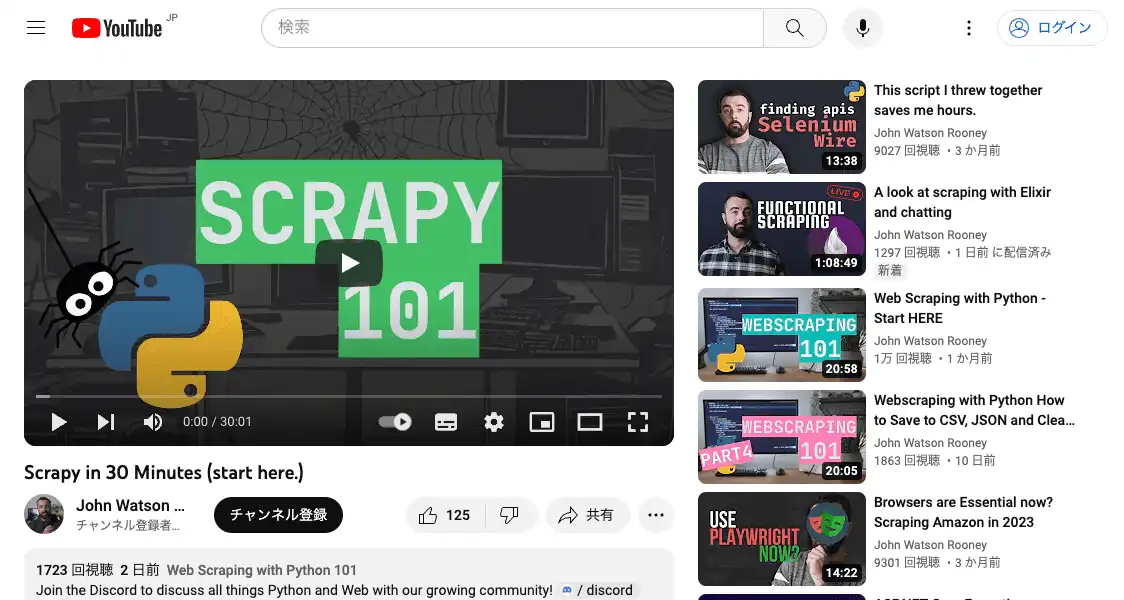 YouTube JP
検索
ログイン
SCRAPY
101
0:00 / 30:01
Scrapy in 30 Minutes (start here.)
John Watson ...
チャンネル登録者...
チャンネル登録
125
共有
1723 回視聴 2 日前 Web Scraping with Python 101
Join the Discord to discuss all things Python and Web with our growing community! / discord
finding apis
Selenium
Wire
13:38
This script I threw together
saves me hours.
John Watson Rooney
9027 回視聴 ・3 か月前
LIVE
FUNCTIONAL
SCRAPING
1:08:49
A look at scraping with Elixir
and chatting
John Watson Rooney
1297 回視聴 ・1 日前 に配信済み
新着
WEBSCRAPING
101
20:58
Web Scraping with Python -
Start HERE
John Watson Rooney
1万 回視聴 ・1 か月前
WEBSCRAPING
101
PART4
20:05
Webscraping with Python How
to Save to CSV, JSON and Clea...
John Watson Rooney
1863 回視聴 ・10 日前
USE
PLAYWRIGHT
NOW?
14:22
Browsers are Essential now?
Scraping Amazon in 2023
John Watson Rooney
9301 回視聴 ・3 か月前